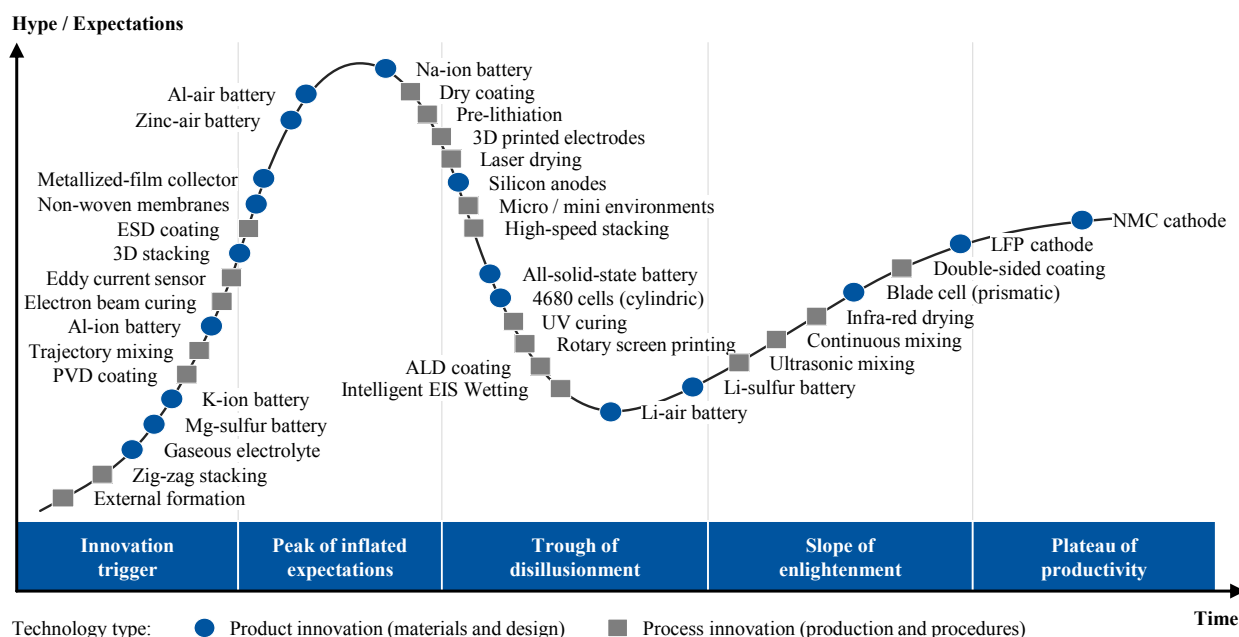 Hype / Expectations
Na-ion battery
Al-air battery
Dry coating
Zinc-air battery
Pre-lithiation
3D printed electrodes
Laser drying
Metallized-film collector
Silicon anodes
Non-woven membranes
Micro / mini environments
ESD coating
High-speed stacking
NMC cathode
3D stacking
LFP cathode
Eddy current sensor
All-solid-state battery
Double-sided coating
Electron beam curing
4680 cells (cylindric)
Blade cell (prismatic)
Al-ion battery
UV curing
Infra-red drying
Trajectory mixing
Rotary screen printing
Continuous mixing
PVD coating
ALD coating
Ultrasonic mixing
Intelligent EIS Wetting
Li-sulfur battery
K-ion battery
Li-air battery
Mg-sulfur battery
Gaseous electrolyte
Zig-zag stacking
External formation
Innovation
trigger
Peak of inflated
expectations
Trough of
disillusionment
Slope of
enlightenment
Plateau of
productivity
Time
Technology type:
Product innovation (materials and design)
Process innovation (production and procedures)